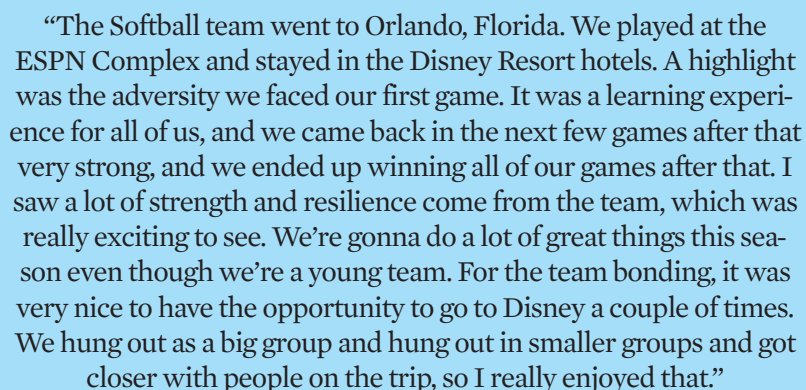 “The Softball team went to Orlando, Florida. We played at the
ESPN Complex and stayed in the Disney Resort hotels. A highlight
was the adversity we faced our first game. It was a learning experi-
ence for all of us, and we came back in the next few games after that
very strong, and we ended up winning all of our games after that. I
saw a lot of strength and resilience come from the team, which was
really exciting to see. We’re gonna do a lot of great things this sea-
son even though we’re a young team. For the team bonding, it was
very nice to have the opportunity to go to Disney a couple of times.
We hung out as a big group and hung out in smaller groups and got
closer with people on the trip, so I really enjoyed that.”